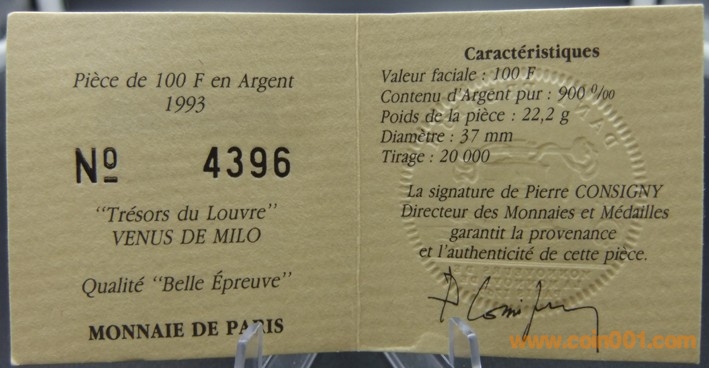 Pièce de 100 F en Argent
1993
Nº 4396
"Trésors du Louvre"
VENUS DE MILO
Qualité "Belle Épreuve"
MONNAIE DE PARIS
Caractéristiques
Valeur faciale : 100 F
Contenu d'Argent pur : 900 ‰
Poids de la pièce : 22,2 g
Diamètre : 37 mm
Tirage : 20 000
La signature de Pierre CONSIGNY
Directeur des Monnaies et Médailles
garantit la provenance
et l'authenticité de cette pièce.
www.coin001.com